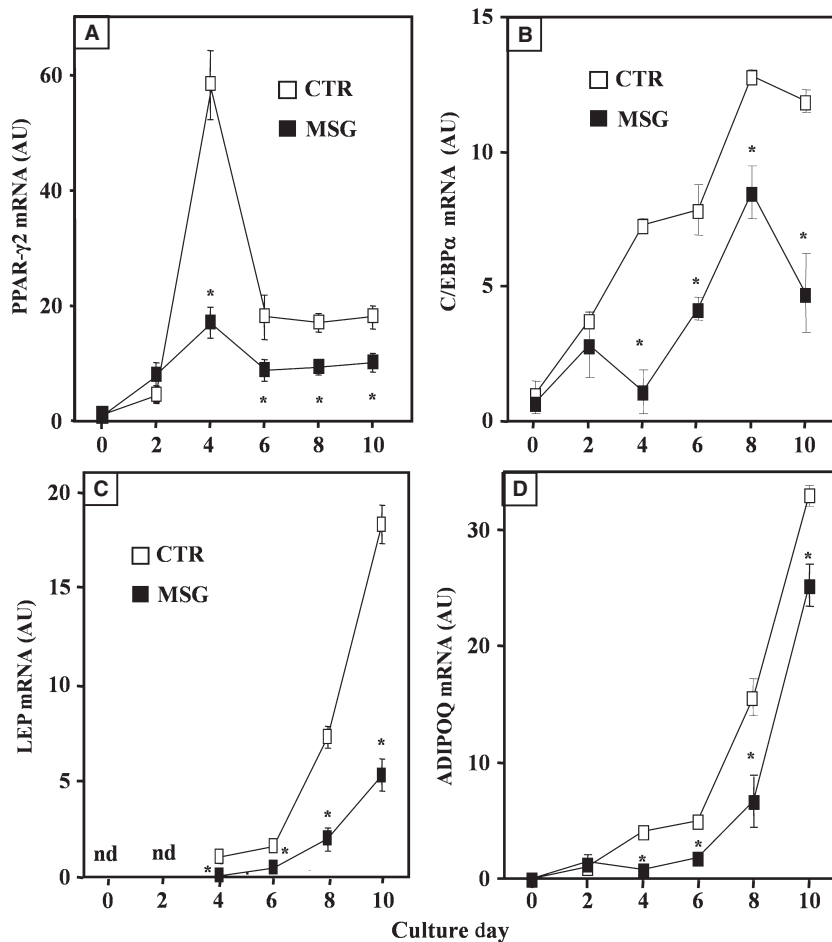 A
60
40
20
0
PPAR-γ2 mRNA (AU)
CTR
MSG
*
* * *
0 2 4 6 8 10
B
15
10
5
0
C/EBPα mRNA (AU)
CTR
MSG
*
*
*
*
0 2 4 6 8 10
C
20
15
10
5
0
LEP mRNA (AU)
CTR
MSG
nd nd
*
*
*
*
0 2 4 6 8 10
D
30
20
10
0
ADIPOQ mRNA (AU)
*
*
*
*
0 2 4 6 8 10
Culture day